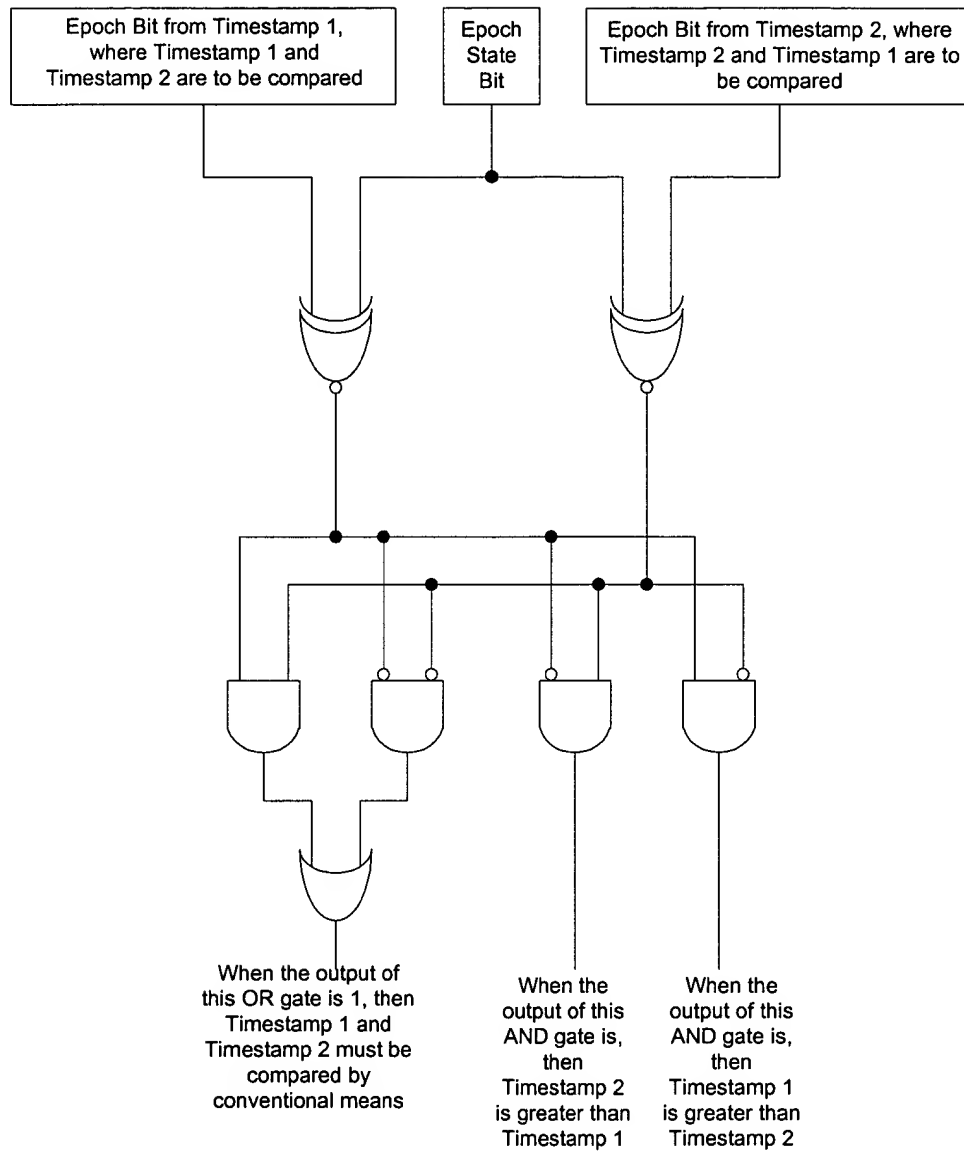 Epoch Bit from Timestamp 1,
where Timestamp 1 and
Timestamp 2 are to be compared
Epoch
State
Bit
Epoch Bit from Timestamp 2, where
Timestamp 2 and Timestamp 1 are to
be compared
When the output of
this OR gate is 1, then
Timestamp 1 and
Timestamp 2 must be
compared by
conventional means
When the
output of this
AND gate is,
then
Timestamp 2
is greater than
Timestamp 1
When the
output of this
AND gate is,
then
Timestamp 1
is greater than
Timestamp 2